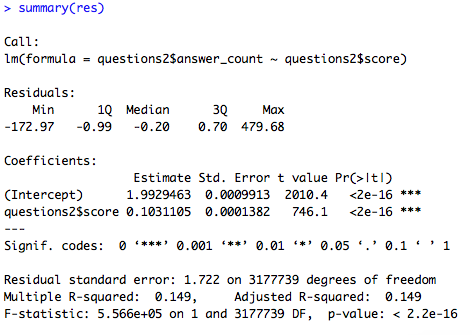 > summary(res)
Call:
lm(formula = questions2$answer_count ~ questions2$score)
Residuals:
Min 1Q Median 3Q Max
-172.97 -0.99 -0.20 0.70 479.68
Coefficients:
Estimate Std. Error t value Pr(>|t|)
(Intercept) 1.9929463 0.0009913 2010.4 <2e-16 ***
questions2$score 0.1031105 0.0001382 746.1 <2e-16 ***
---
Signif. codes: 0 ‘***’ 0.001 ‘**’ 0.01 ‘*’ 0.05 ‘.’ 0.1 ‘ ’ 1
Residual standard error: 1.722 on 3177739 degrees of freedom
Multiple R-squared: 0.149, Adjusted R-squared: 0.149
F-statistic: 5.566e+05 on 1 and 3177739 DF, p-value: < 2.2e-16